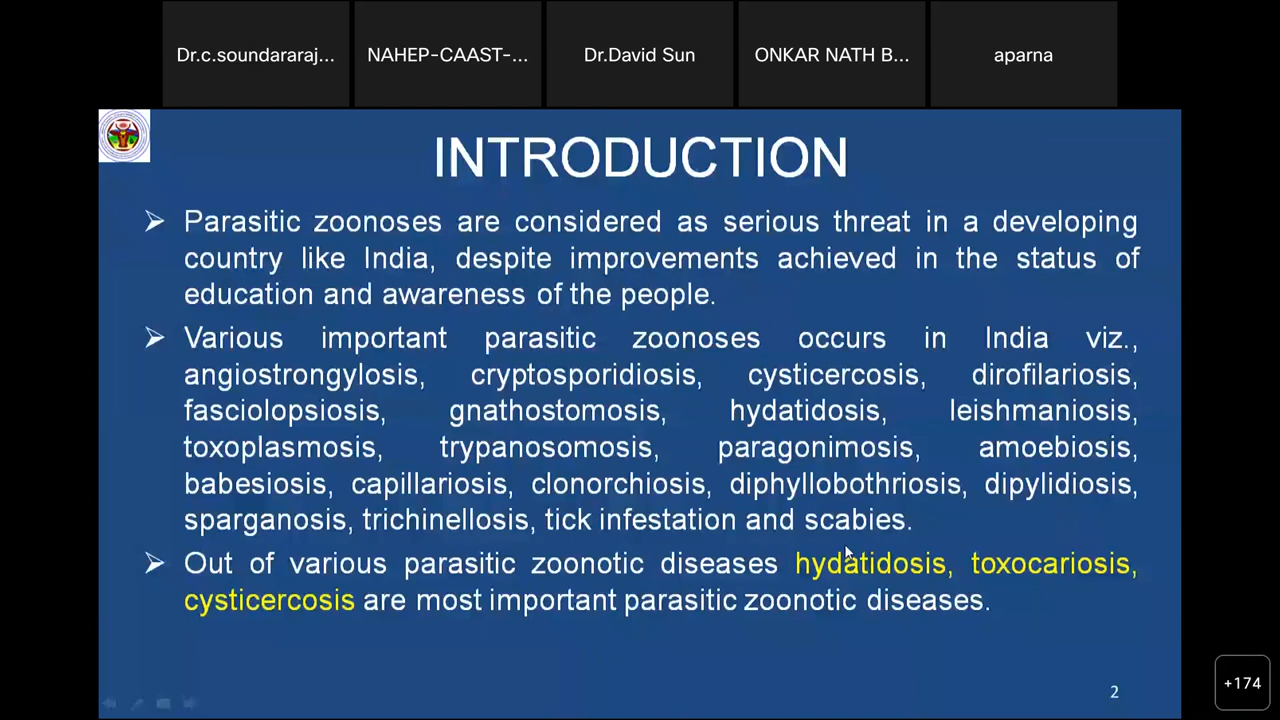 Dr.c.soundararaj... NAHEP-CAAST-... Dr.David Sun ONKAR NATH B... aparna
INTRODUCTION
➢ Parasitic zoonoses are considered as serious threat in a developing
country like India, despite improvements achieved in the status of
education and awareness of the people.
➢ Various important parasitic zoonoses occurs in India viz.,
angiostrongylosis, cryptosporidiosis, cysticercosis, dirofilariosis,
fasciolopsiosis, gnathostomosis, hydatidosis, leishmaniosis,
toxoplasmosis, trypanosomosis, paragonimosis, amoebiosis,
babesiosis, capillariosis, clonorchiosis, diphyllobothriosis, dipylidiosis,
sparganosis, trichinellosis, tick infestation and scabies.
➢ Out of various parasitic zoonotic diseases hydatidosis, toxocariosis,
cysticercosis are most important parasitic zoonotic diseases.
2
+174